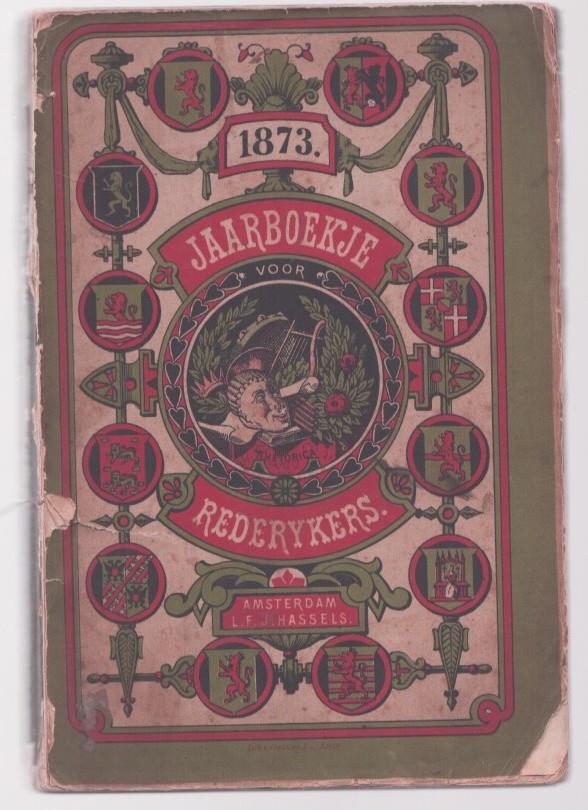 1873.
JAARBOEKJE
VOOR
RHETORICA
REDERYKERS.
AMSTERDAM
L. F. J. HASSELS.